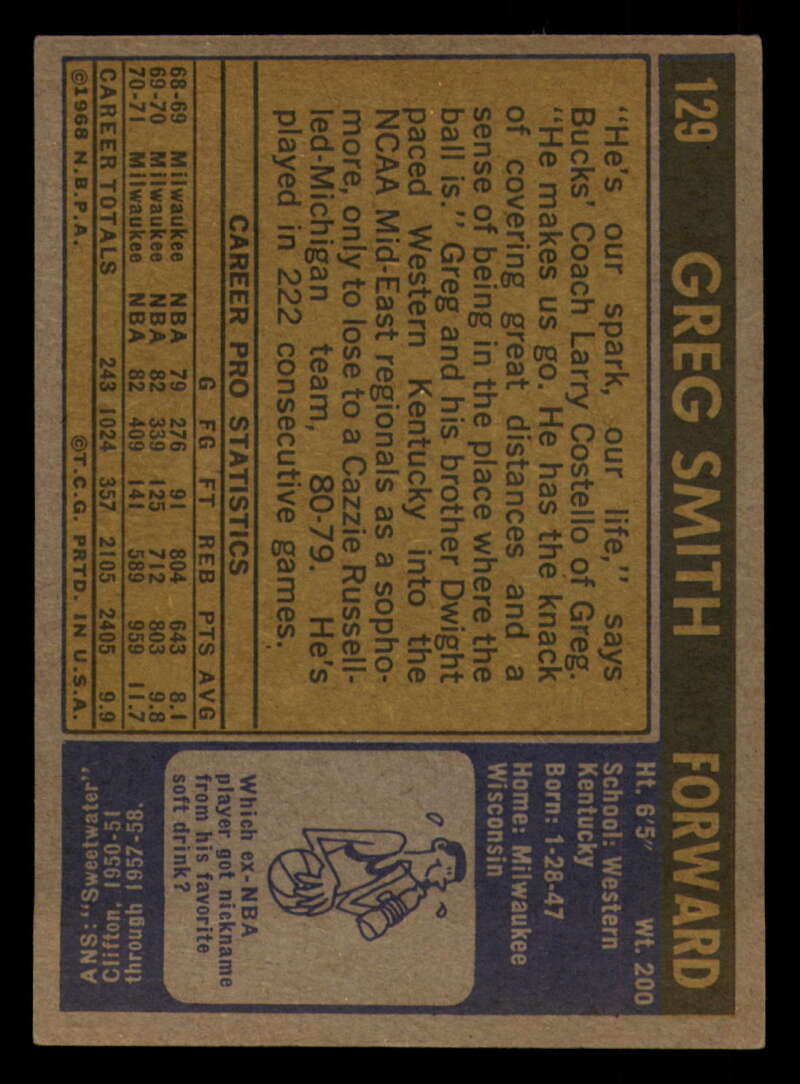 129 GREG SMITH FORWARD
"He's our spark, our life," says
Bucks' Coach Larry Costello of Greg.
"He makes us go. He has the knack
of covering great distances and a
sense of being in the place where the
ball is." Greg and his brother Dwight
paced Western Kentucky into the
NCAA Mid-East regionals as a sopho-
more, only to lose to a Cazzie Russell-
led-Michigan team, 80-79. He's
played in 222 consecutive games.
CAREER PRO STATISTICS
G FG FT REB PTS AVG
68-69 Milwaukee NBA 79 276 91 804 643 8.1
69-70 Milwaukee NBA 82 339 125 712 803 9.8
70-71 Milwaukee NBA 82 409 141 589 959 11.7
CAREER TOTALS 243 1024 357 2105 2405 9.9
©1968 N.B.P.A. ©T.C.G. PRTD. IN U.S.A.
Ht. 6'5" Wt. 200
School: Western
Kentucky
Born: 1-28-47
Home: Milwaukee
Wisconsin
Which ex-NBA
player got nickname
from his favorite
soft drink?
ANS: "Sweetwater"
Clifton, 1950-51
through 1957-58.